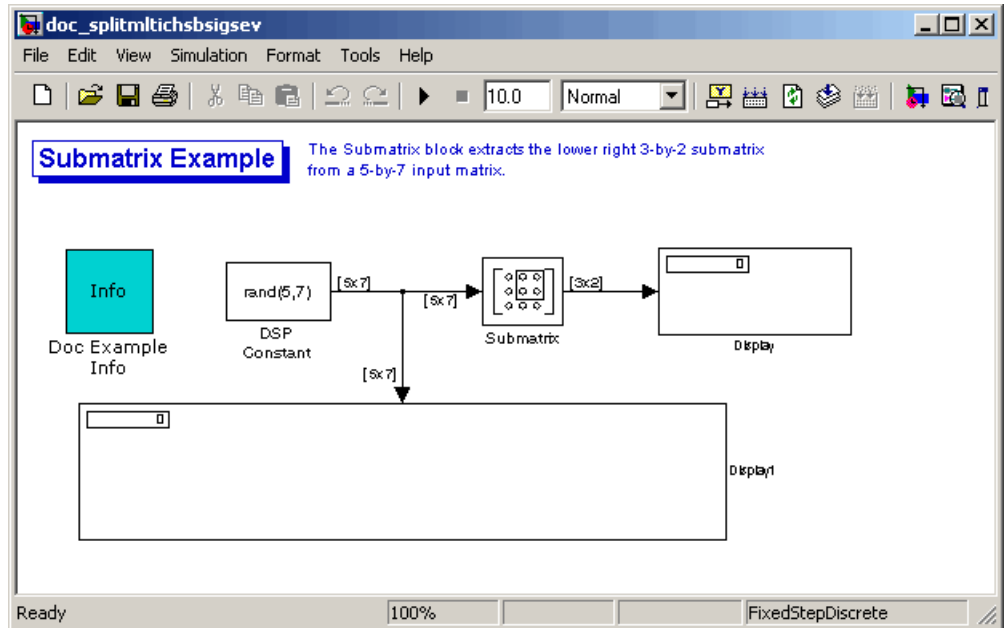 doc_splitmltichsbsigsev
File Edit View Simulation Format Tools Help
10.0 Normal
Submatrix Example
The Submatrix block extracts the lower right 3-by-2 submatrix
from a 5-by-7 input matrix.
Info
Doc Example
Info
rand(5,7)
DSP
Constant
[5x7]
[5x7]
[5x7]
Submatrix
[3x2]
0
Display
0
Display1
Ready 100% FixedStepDiscrete